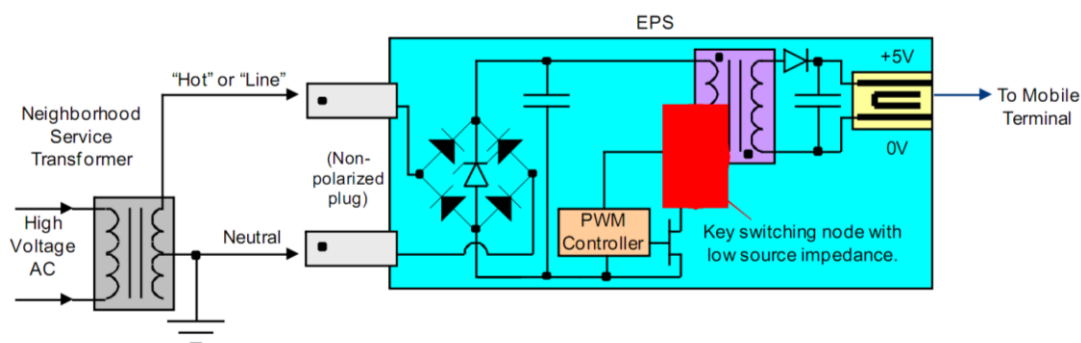 EPS
"Hot" or "Line"
+5V
Neighborhood
Service
Transformer
To Mobile
Terminal
(Non-
polarized
plug)
0V
PWM
Controller
High
Voltage
AC
Neutral
Key switching node with
low source impedance.